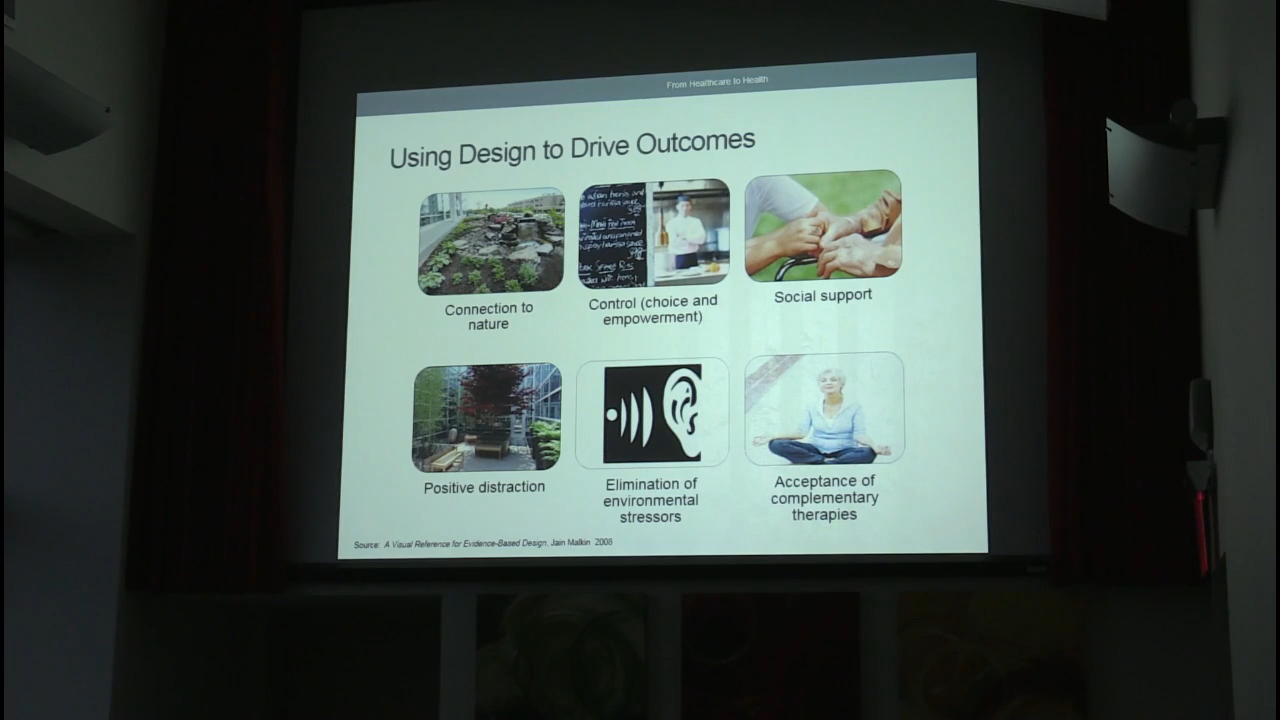 From Healthcare to Health
Using Design to Drive Outcomes
Connection to
nature
Control (choice and
empowerment)
Social support
Positive distraction
Elimination of
environmental
stressors
Acceptance of
complementary
therapies
Source: A Visual Reference for Evidence-Based Design, Jain Malkin 2008